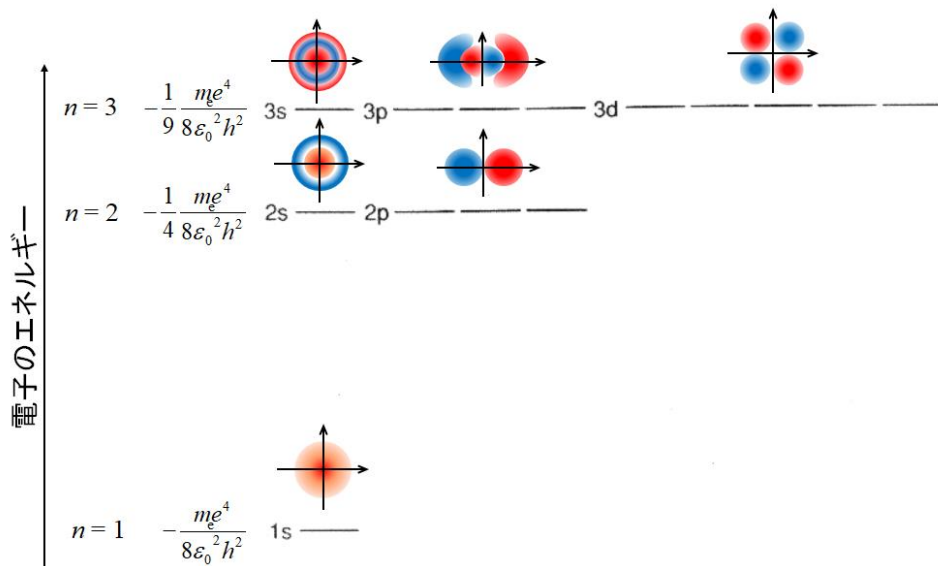 電子のエネルギー
n = 3 −1/9 mₑe⁴/8ε₀²h² 3s 3p 3d
n = 2 −1/4 mₑe⁴/8ε₀²h² 2s 2p
n = 1 −mₑe⁴/8ε₀²h² 1s